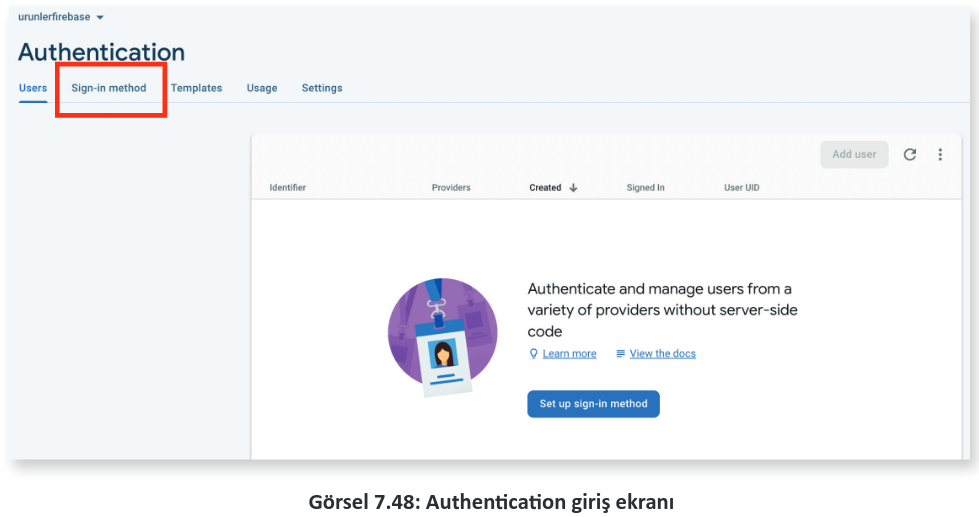 urunlerfirebase
Authentication
Users Sign-in method Templates Usage Settings
Add user
Identifier Providers Created Signed In User UID
Authenticate and manage users from a
variety of providers without server-side
code
Learn more View the docs
Set up sign-in method
Görsel 7.48: Authentication giriş ekranı